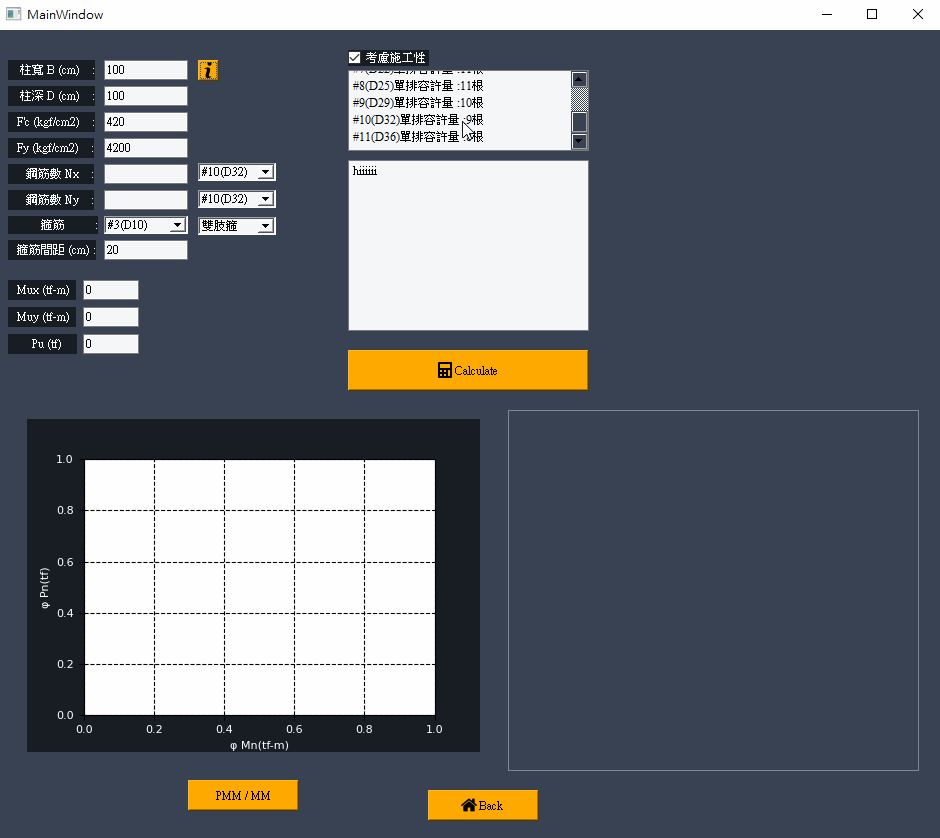 MainWindow
柱寬 B (cm) : 100
柱深 D (cm) : 100
F'c (kgf/cm2) : 420
Fy (kgf/cm2) : 4200
鋼筋數 Nx : #10(D32)
鋼筋數 Ny : #10(D32)
箍筋 : #3(D10) 雙肢箍
箍筋間距 (cm) : 20
Mux (tf-m) 0
Muy (tf-m) 0
Pu (tf) 0
考慮施工性
#7(D22)單排容許量 :11根
#8(D25)單排容許量 :11根
#9(D29)單排容許量 :10根
#10(D32)單排容許量 :9根
#11(D36)單排容許量 : 根
hiiiiii
Calculate
1.0
0.8
0.6
0.4
0.2
0.0
φ Pn(tf)
0.0 0.2 0.4 0.6 0.8 1.0
φ Mn(tf-m)
PMM / MM
Back